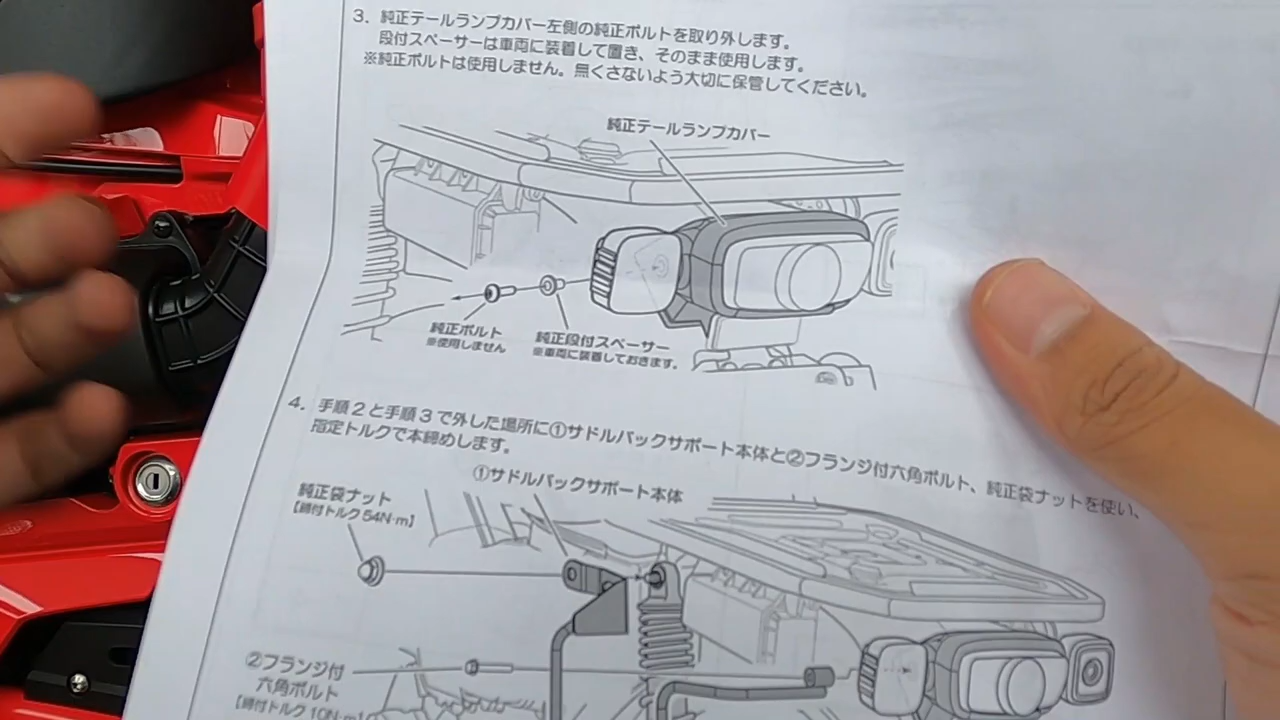 3. 純正テールランプカバー左側の純正ボルトを取り外します。
段付スペーサーは車両に装着して置き、そのまま使用します。
※純正ボルトは使用しません。無くさないよう大切に保管してください。
純正テールランプカバー
純正ボルト
※使用しません
純正段付スペーサー
※車両に装着しておきます。
4. 手順2と手順3で外した場所に①サドルバックサポート本体と②フランジ付六角ボルト、純正袋ナットを使い、
指定トルクで本締めします。
①サドルバックサポート本体
純正袋ナット
【締付トルク54N·m】
②フランジ付
六角ボルト
【締付トルク10N·m】